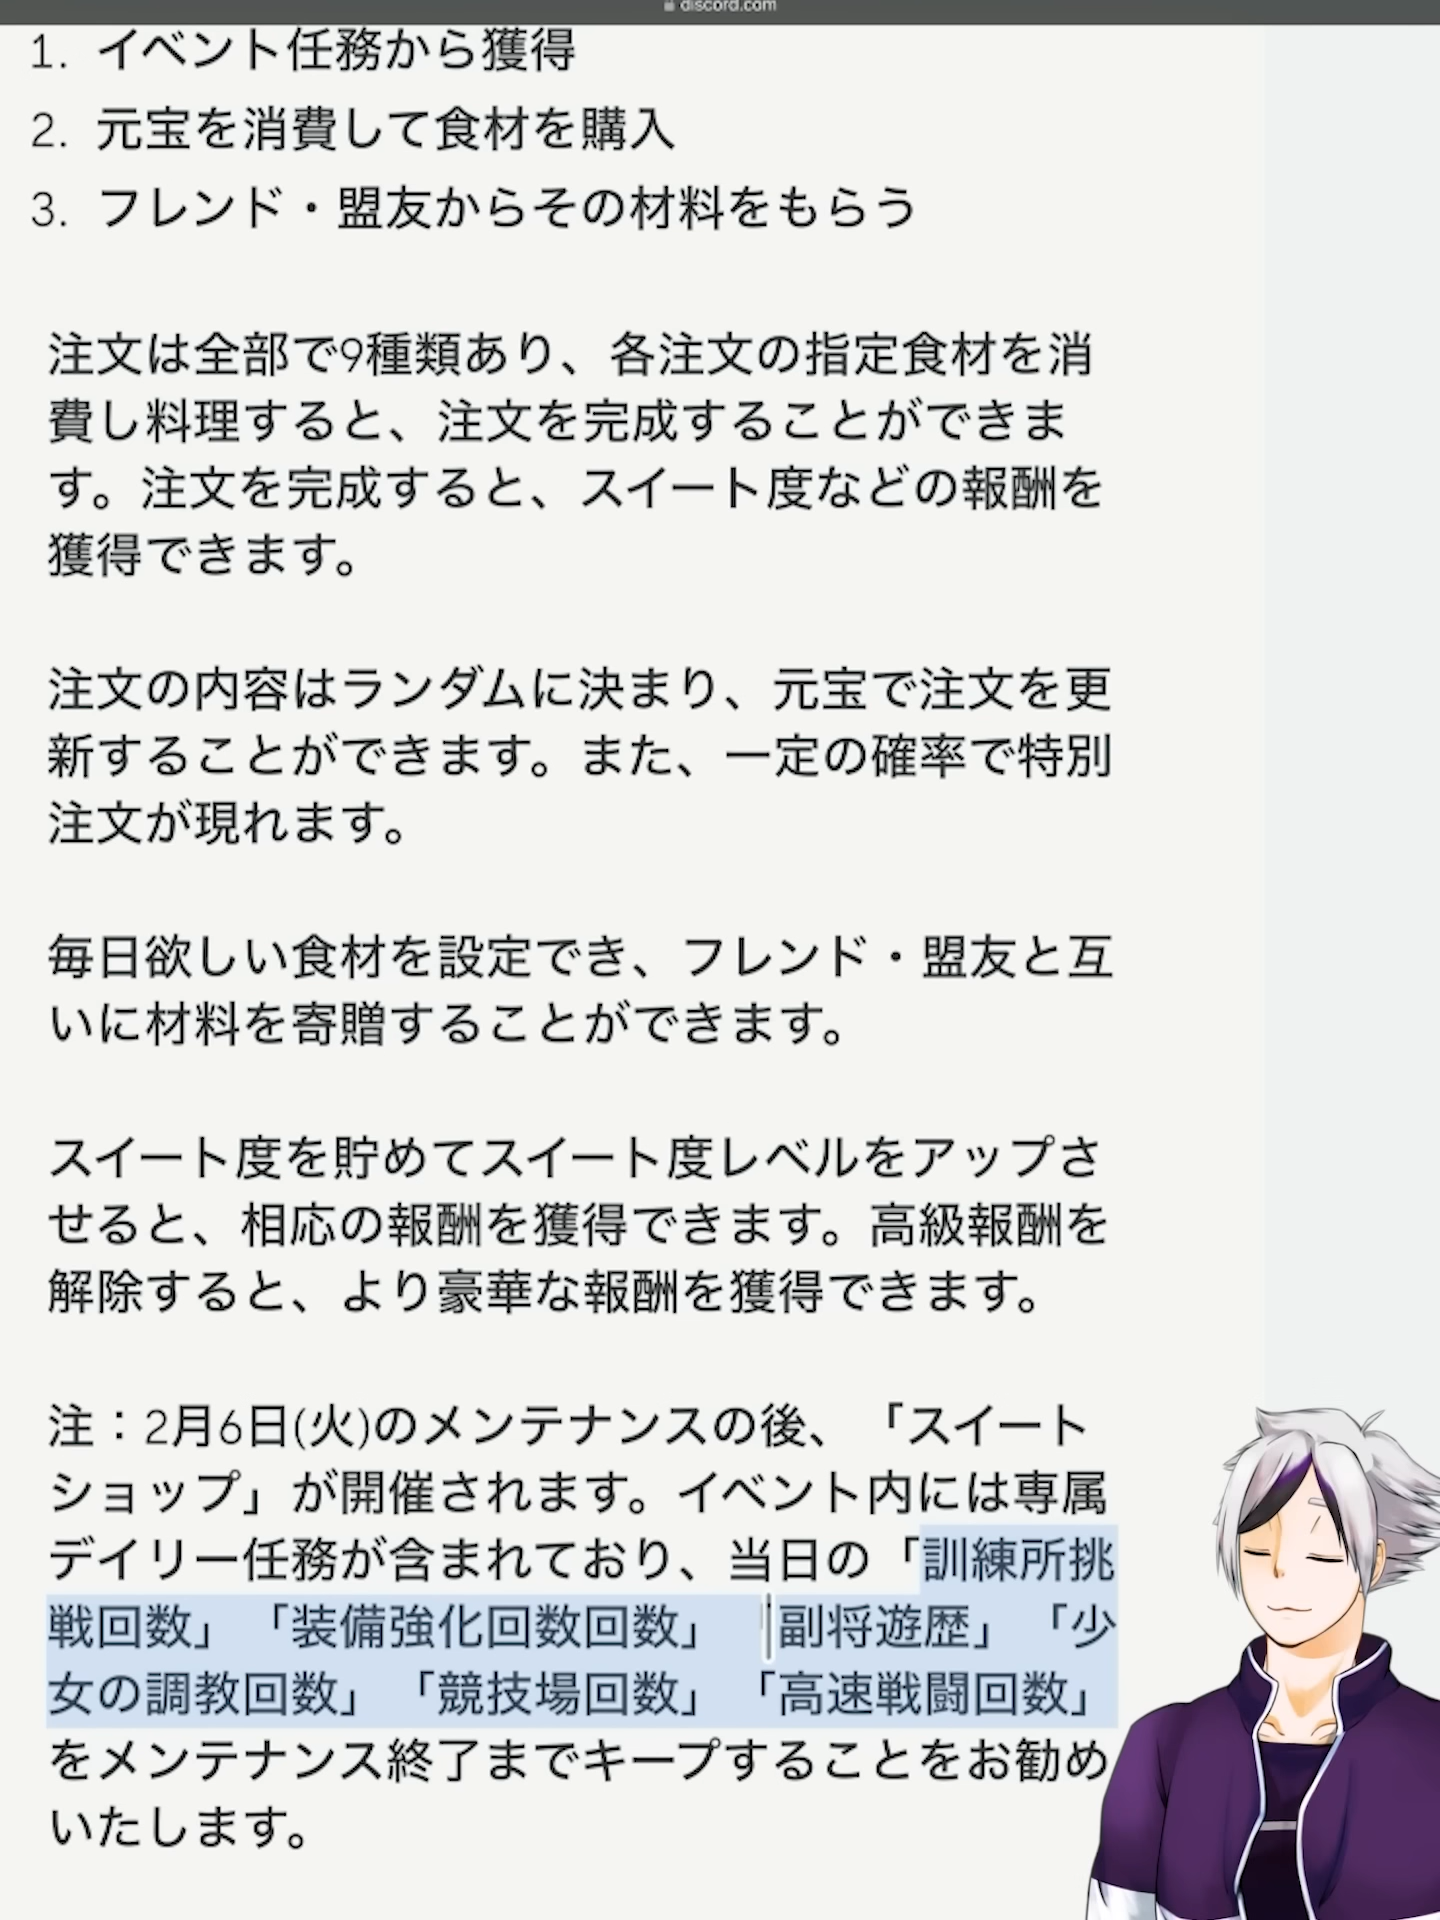 discord.com
1. イベント任務から獲得
2. 元宝を消費して食材を購入
3. フレンド・盟友からその材料をもらう
注文は全部で9種類あり、各注文の指定食材を消
費し料理すると、注文を完成することができま
す。注文を完成すると、スイート度などの報酬を
獲得できます。
注文の内容はランダムに決まり、元宝で注文を更
新することができます。また、一定の確率で特別
注文が現れます。
毎日欲しい食材を設定でき、フレンド・盟友と互
いに材料を寄贈することができます。
スイート度を貯めてスイート度レベルをアップさ
せると、相応の報酬を獲得できます。高級報酬を
解除すると、より豪華な報酬を獲得できます。
注：2月6日(火)のメンテナンスの後、「スイート
ショップ」が開催されます。イベント内には専属
デイリー任務が含まれており、当日の「訓練所挑
戦回数」「装備強化回数回数」「副将遊歴」「少
女の調教回数」「競技場回数」「高速戦闘回数」
をメンテナンス終了までキープすることをお勧め
いたします。